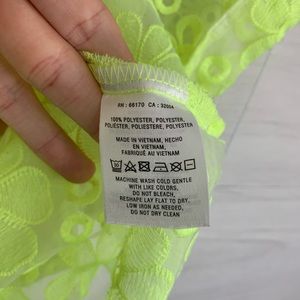 RN : 66170 CA : 32054
100% POLYESTER, POLYESTER,
POLIÉSTER, POLIESTERE, POLYESTER
MADE IN VIETNAM, HECHO
EN VIETNAM,
FABRIQUÉ AU VIETNAM
MACHINE WASH COLD GENTLE
WITH LIKE COLORS,
DO NOT BLEACH,
RESHAPE LAY FLAT TO DRY
LOW IRON AS NEEDED,
DO NOT DRY CLEAN